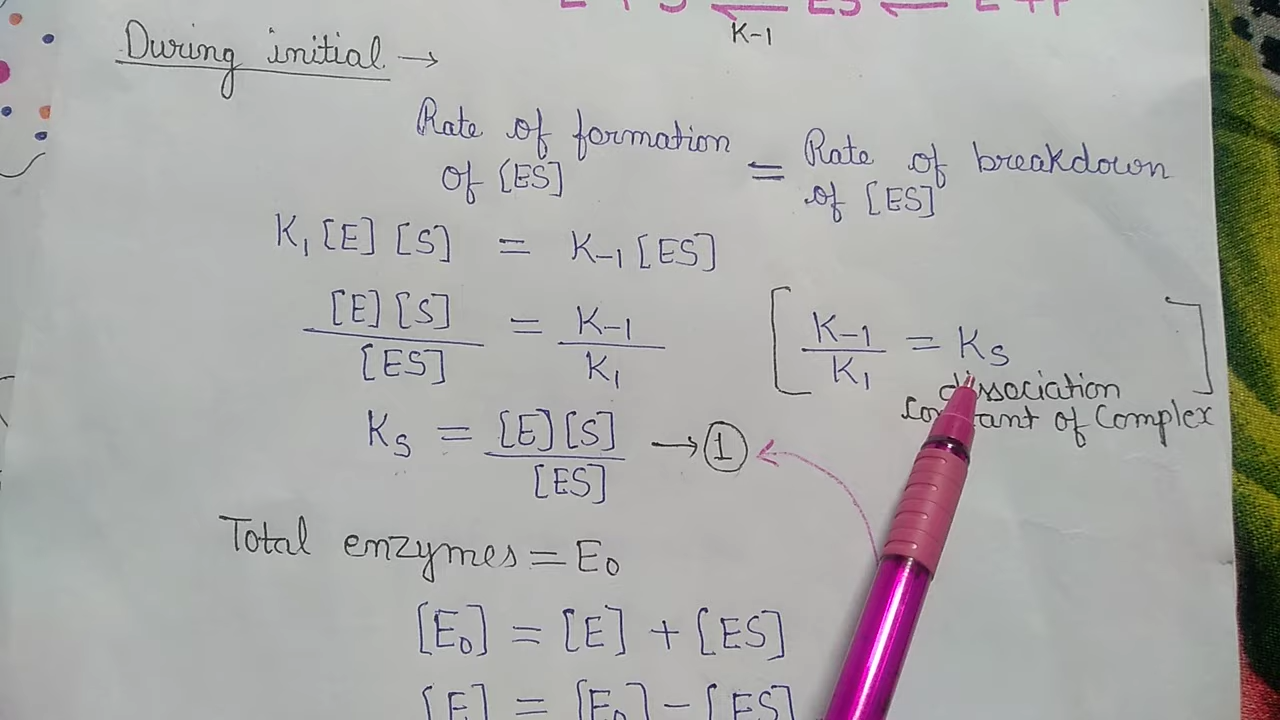 K-1
During initial →
Rate of formation of [ES] = Rate of breakdown of [ES]
K₁[E][S] = K-1[ES]
[E][S] / [ES] = K-1 / K₁ [K-1 / K₁ = Ks
dissociation
constant of Complex]
Ks = [E][S] / [ES] → ①
Total enzymes = E₀
[E₀] = [E] + [ES]
[E] = [E₀] - [ES]